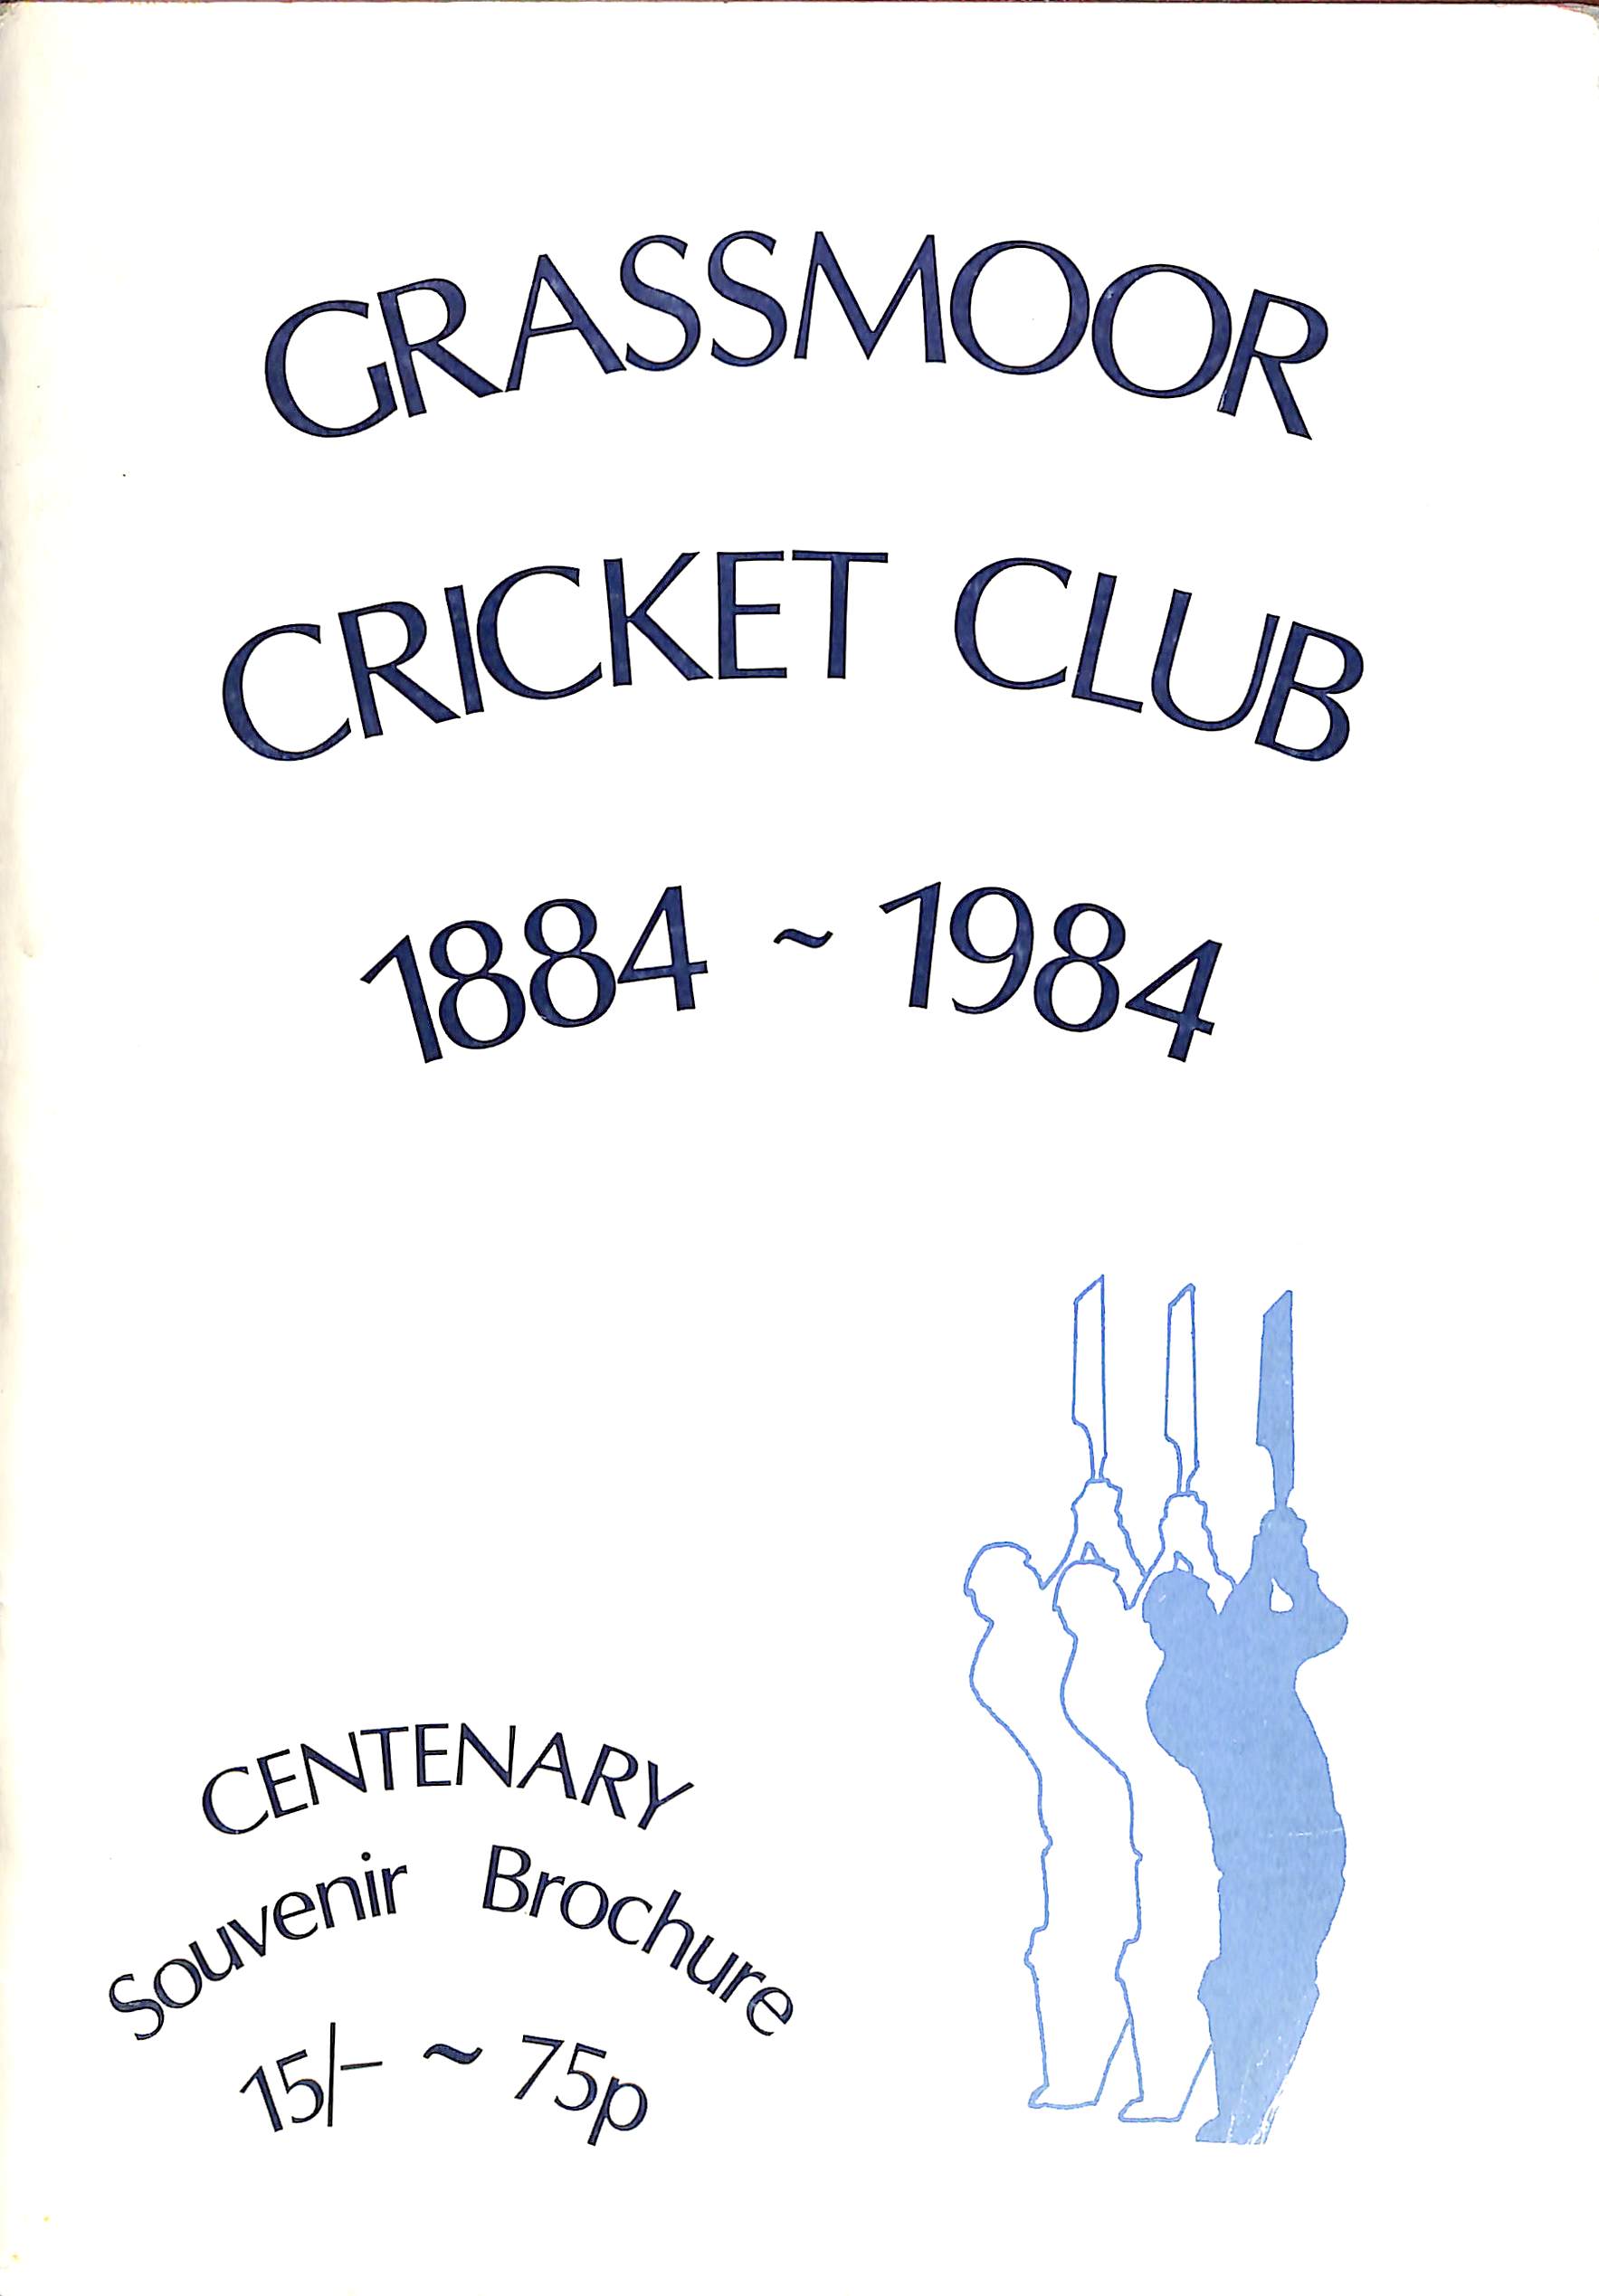 GRASSMOOR
CRICKET CLUB
1884 ~ 1984
CENTENARY
Souvenir Brochure
15/- ~ 75p